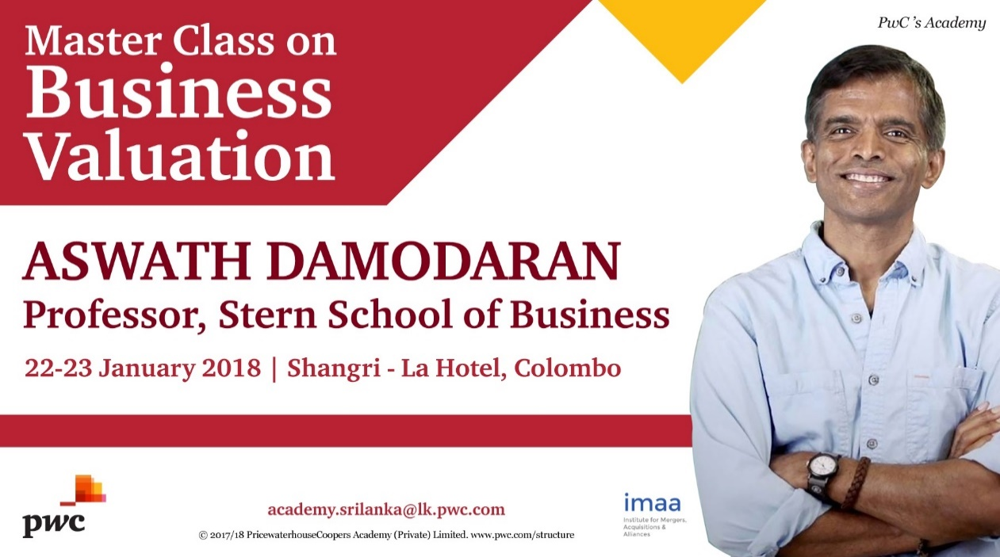 PwC's Academy
Master Class on
Business
Valuation
ASWATH DAMODARAN
Professor, Stern School of Business
22-23 January 2018 | Shangri - La Hotel, Colombo
pwc
academy.srilanka@lk.pwc.com
© 2017/18 PricewaterhouseCoopers Academy (Private) Limited. www.pwc.com/structure
imaa
Institute for Mergers,
Acquisitions &
Alliances